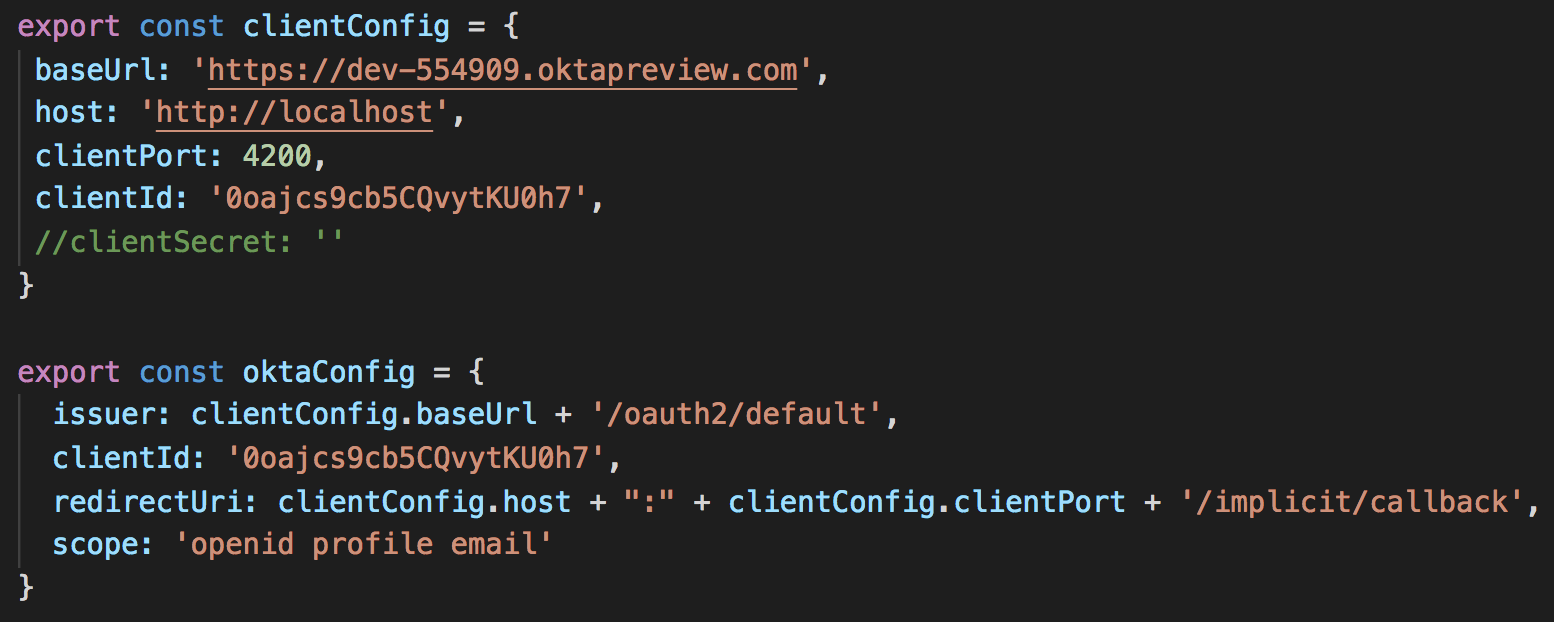 export const clientConfig = {
baseUrl: 'https://dev-554909.oktapreview.com',
host: 'http://localhost',
clientPort: 4200,
clientId: '0oajcs9cb5CQvytKU0h7',
//clientSecret: ''
}
export const oktaConfig = {
issuer: clientConfig.baseUrl + '/oauth2/default',
clientId: '0oajcs9cb5CQvytKU0h7',
redirectUri: clientConfig.host + ":" + clientConfig.clientPort + '/implicit/callback',
scope: 'openid profile email'
}